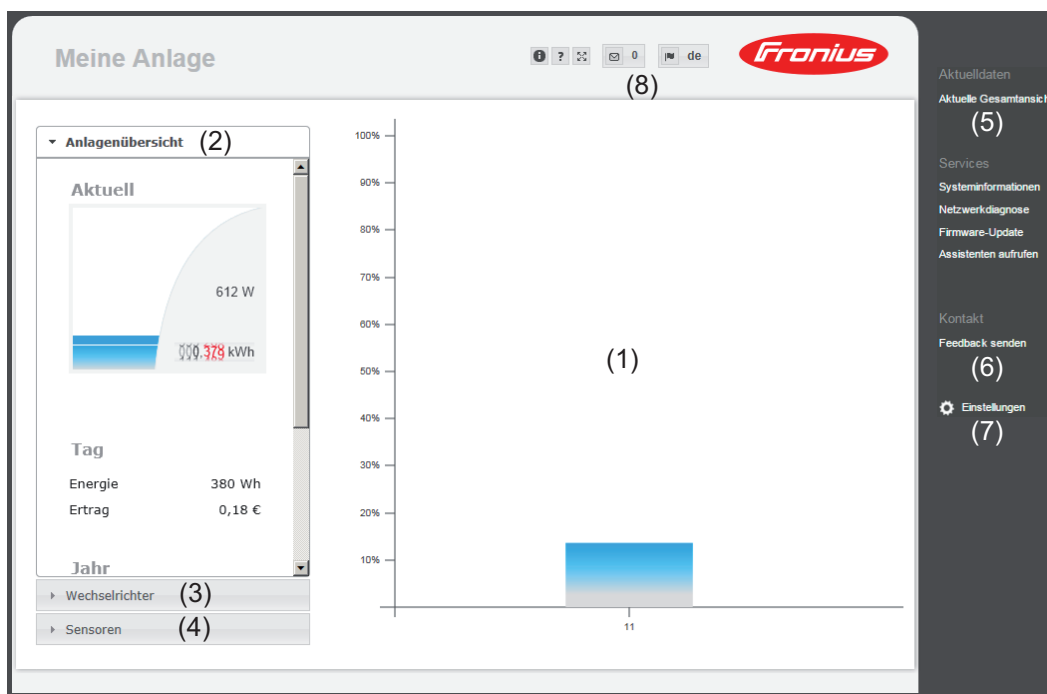 Meine Anlage
i ? 0 de
Fronius
(8)
Anlagenübersicht (2)
Aktuell
612 W
000.379 kWh
Tag
Energie 380 Wh
Ertrag 0,18 €
Jahr
Wechselrichter (3)
Sensoren (4)
100%
90%
80%
70%
60%
50%
40%
30%
20%
10%
(1)
11
Aktuelldaten
Aktuelle Gesamtansich
(5)
Services
Systeminformationen
Netzwerkdiagnose
Firmware-Update
Assistenten aufrufen
Kontakt
Feedback senden
(6)
Einstellungen
(7)